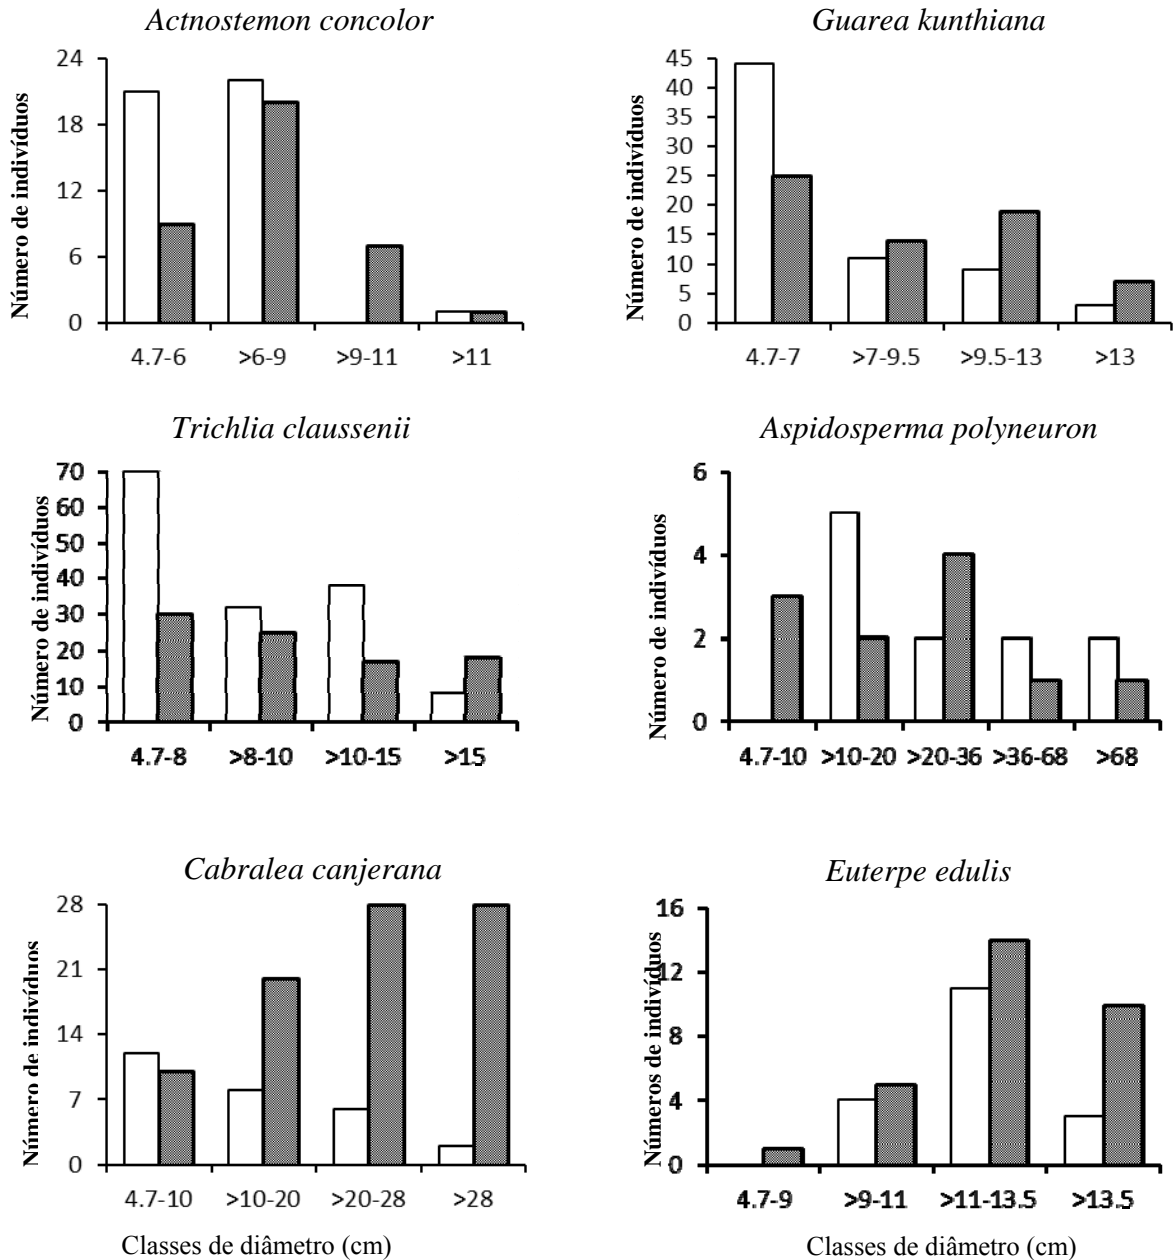 Actnostemon concolor
Número de indivíduos
24
18
12
6
0
4.7-6 >6-9 >9-11 >11
Guarea kunthiana
Número de indivíduos
45
40
35
30
25
20
15
10
5
0
4.7-7 >7-9.5 >9.5-13 >13
Trichlia claussenii
Número de indivíduos
70
60
50
40
30
20
10
0
4.7-8 >8-10 >10-15 >15
Aspidosperma polyneuron
Número de indivíduos
6
4
2
0
4.7-10 >10-20 >20-36 >36-68 >68
Cabralea canjerana
Número de indivíduos
28
21
14
7
0
4.7-10 >10-20 >20-28 >28
Classes de diâmetro (cm)
Euterpe edulis
Números de indivíduos
16
12
8
4
0
4.7-9 >9-11 >11-13.5 >13.5
Classes de diâmetro (cm)